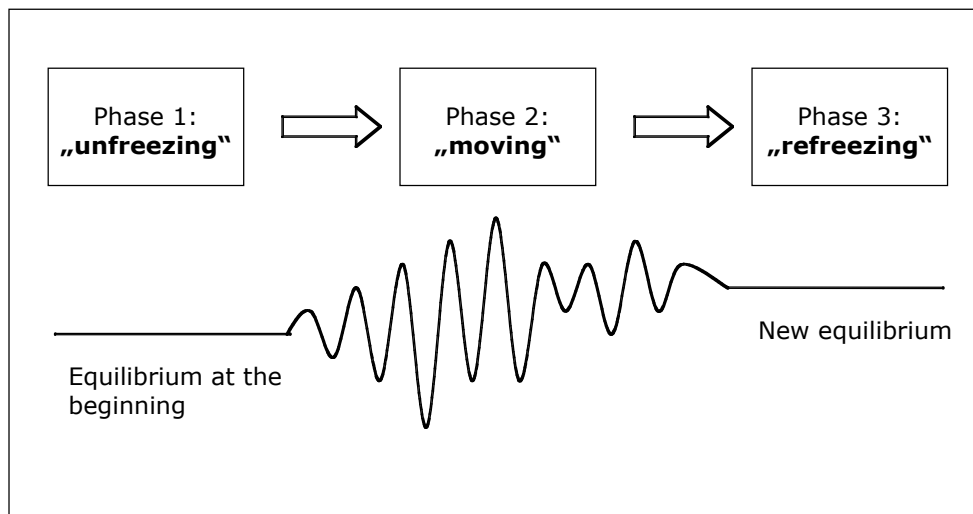 Phase 1:
„unfreezing“
Phase 2:
„moving“
Phase 3:
„refreezing“
Equilibrium at the
beginning
New equilibrium